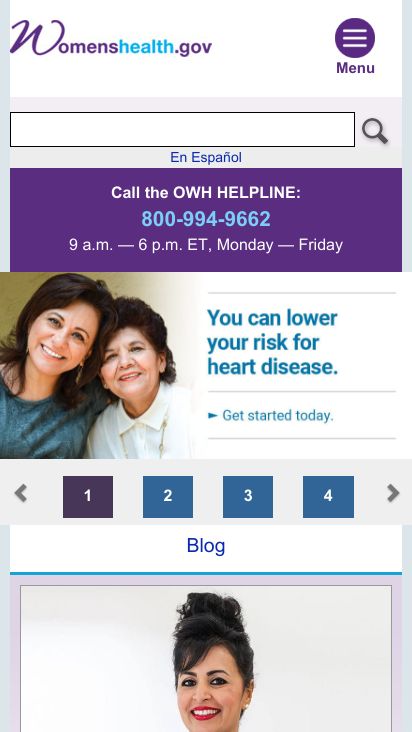 Womenshealth.gov
Menu
En Español
Call the OWH HELPLINE:
800-994-9662
9 a.m. — 6 p.m. ET, Monday — Friday
You can lower
your risk for
heart disease.
► Get started today.
1 2 3 4
Blog